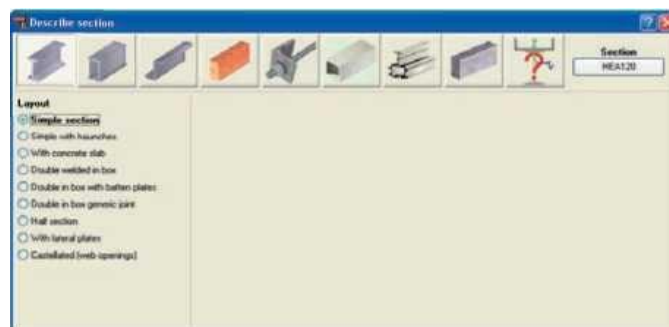 Describe section
Section
HEA120
Layout
Simple section
Simple with haunches
With concrete slab
Double welded in box
Double in box with batten plates
Double in box generic joint
Half section
With lateral plates
Castellated (web openings)